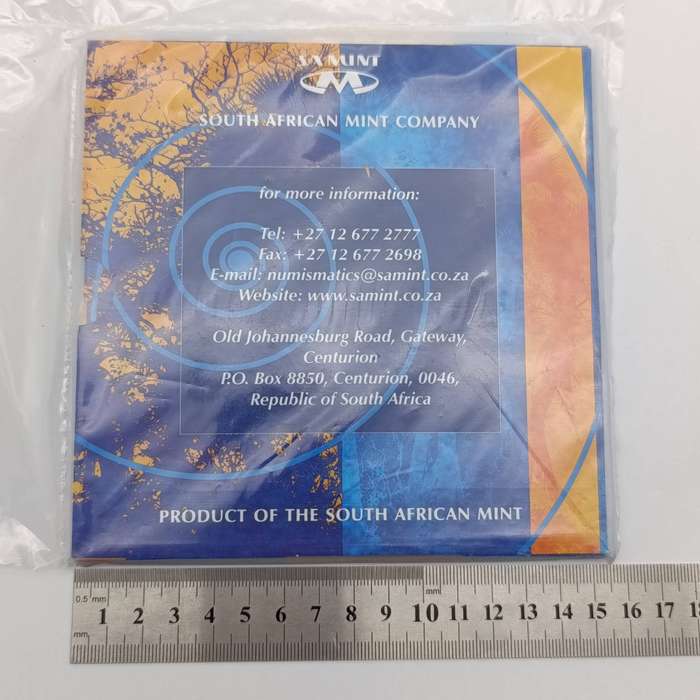 SA MINT
SOUTH AFRICAN MINT COMPANY
for more information:
Tel: +27 12 677 2777
Fax: +27 12 677 2698
E-mail: numismatics@samint.co.za
Website: www.samint.co.za
Old Johannesburg Road, Gateway,
Centurion
P.O. Box 8850, Centurion, 0046,
Republic of South Africa
PRODUCT OF THE SOUTH AFRICAN MINT
0.5 mm
mm
1 2 3 4 5 6 7 8 9 10 11 12 13 14 15 16 17
mm